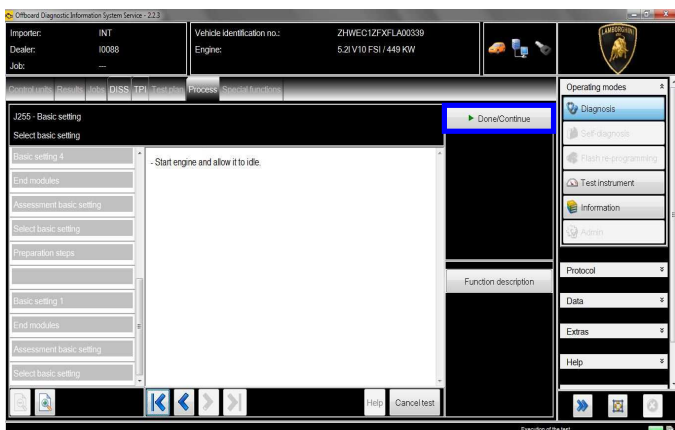 Offboard Diagnostic Information System Service - 2.2.3
Importer: INT
Dealer: I0088
Job: ---
Vehicle identification no.: ZHWEC1ZFXFLA00339
Engine: 5.2l V10 FSI / 449 KW
LAMBORGHINI
Control units Results Jobs DISS TPI Test plan Process Special functions
J255 - Basic setting
Select basic setting
Done/Continue
Basic setting 4
End modules
Assessment basic setting
Select basic setting
Preparation steps
Basic setting 1
End modules
Assessment basic setting
Select basic setting
- Start engine and allow it to idle.
Function description
Help
Cancel test
Operating modes
Diagnosis
Self-diagnosis
Flash re-programming
Test instrument
Information
Admin
Protocol
Data
Extras
Help
Execution of the test